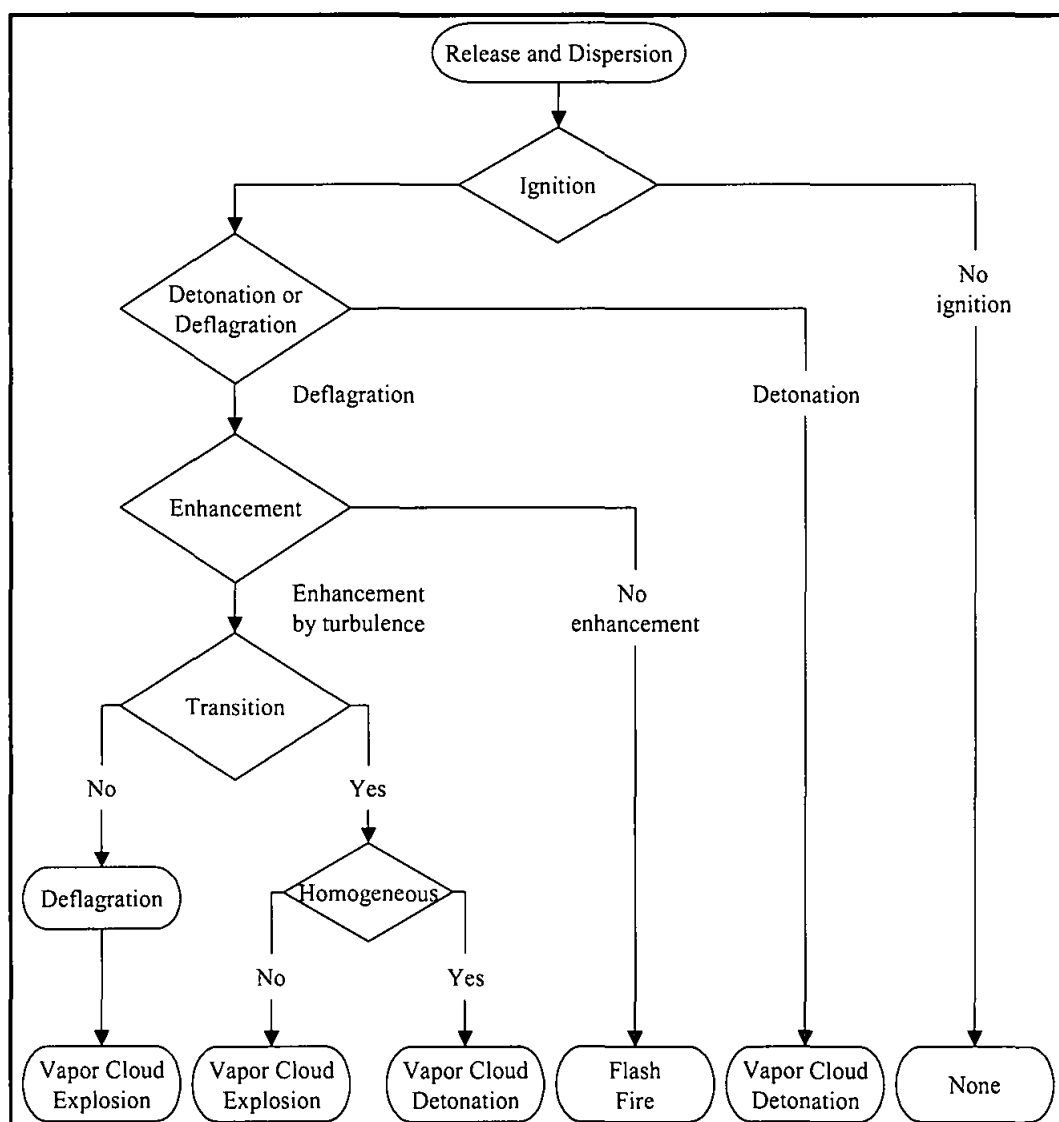 Release and Dispersion
Ignition
No
ignition
Detonation or
Deflagration
Deflagration
Detonation
Enhancement
Enhancement
by turbulence
No
enhancement
Transition
No
Yes
Deflagration
Homogeneous
No
Yes
Vapor Cloud
Explosion
Vapor Cloud
Explosion
Vapor Cloud
Detonation
Flash
Fire
Vapor Cloud
Detonation
None